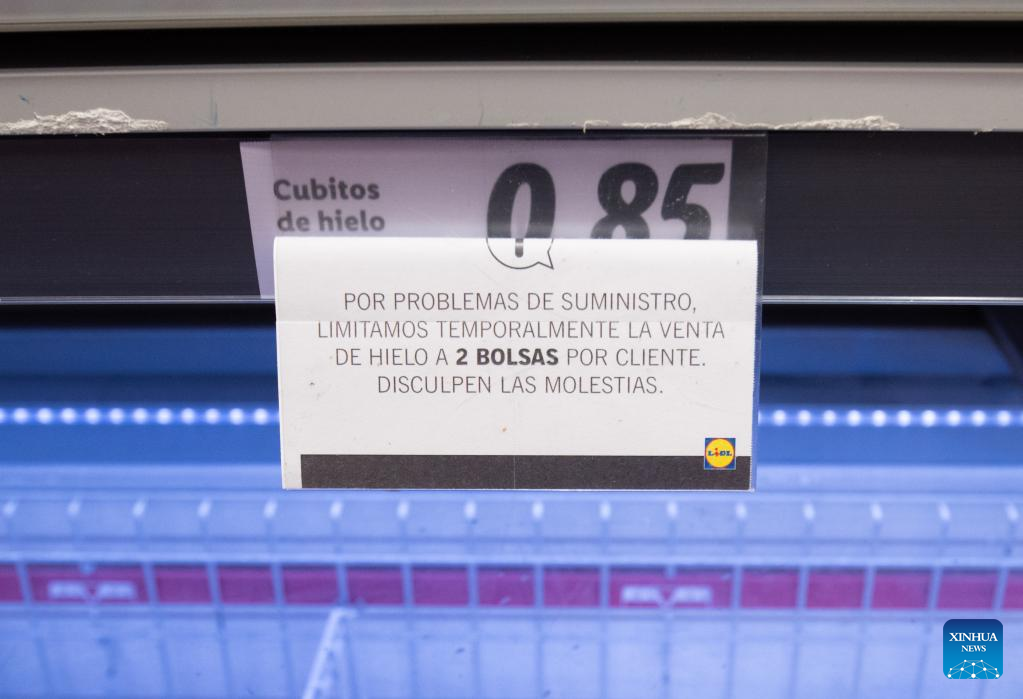 Cubitos
de hielo
0.85
POR PROBLEMAS DE SUMINISTRO,
LIMITAMOS TEMPORALMENTE LA VENTA
DE HIELO A 2 BOLSAS POR CLIENTE.
DISCULPEN LAS MOLESTIAS.
LIDL
XINHUA
NEWS